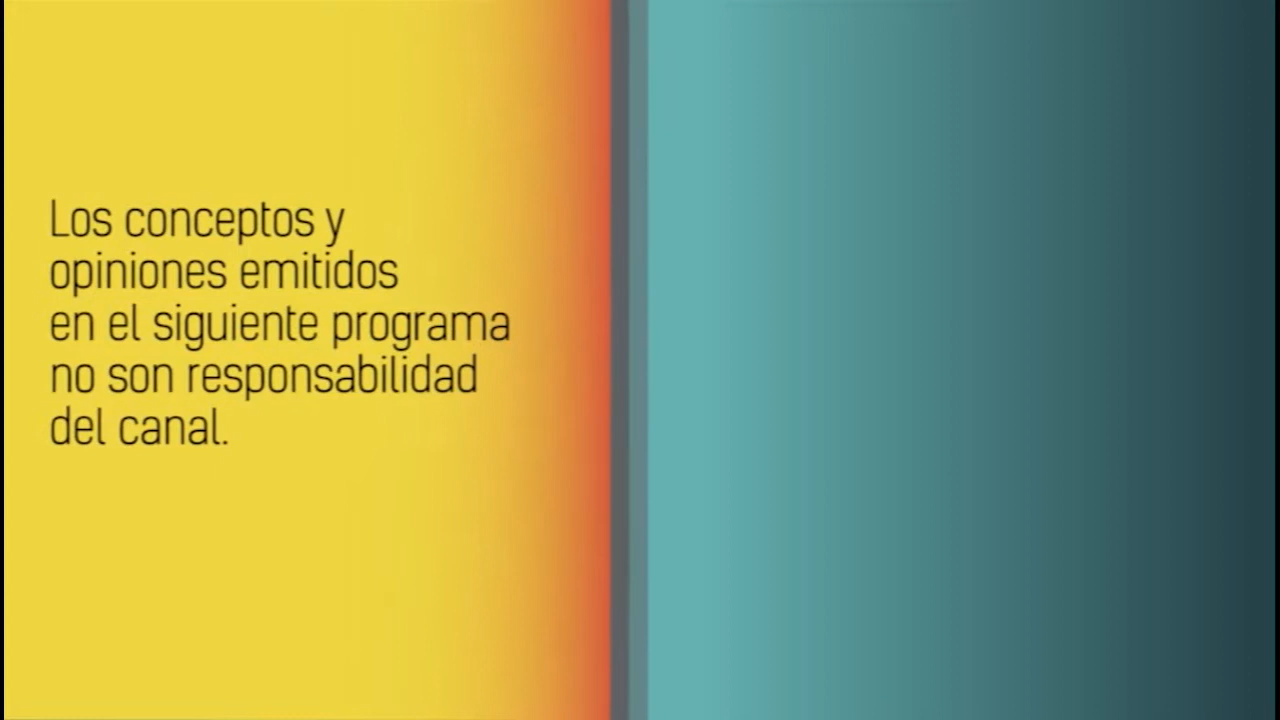 Los conceptos y
opiniones emitidos
en el siguiente programa
no son responsabilidad
del canal.